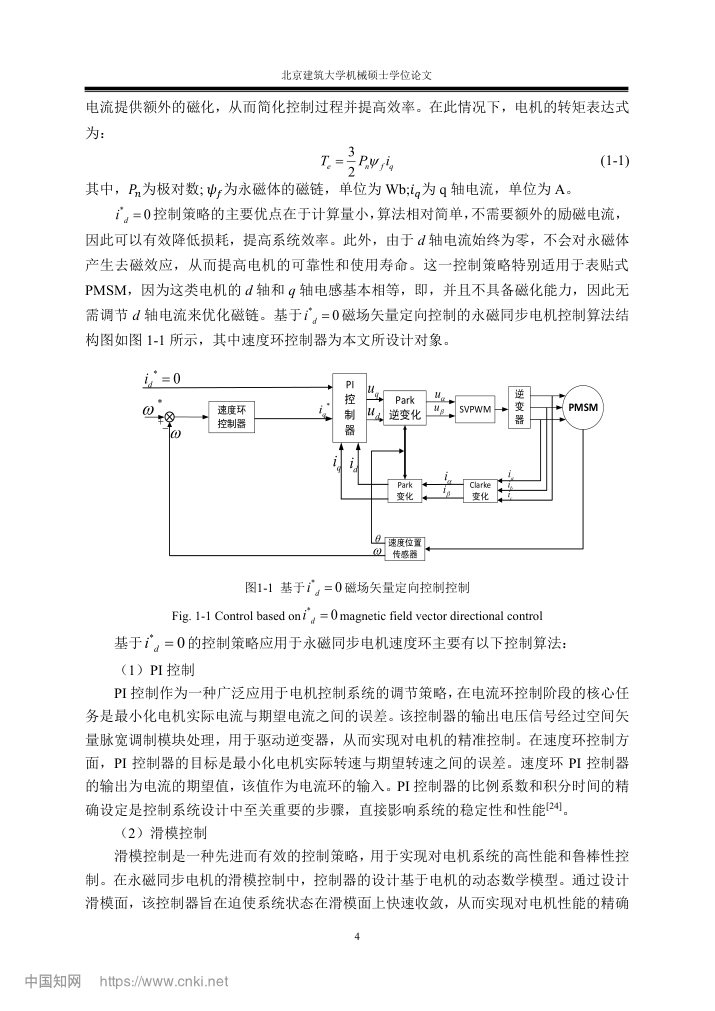 北京建筑大学机械硕士学位论文
电流提供额外的磁化，从而简化控制过程并提高效率。在此情况下，电机的转矩表达式
为：
T_e = 3/2 P_n ψ_f i_q (1-1)
其中，P_n为极对数; ψ_f为永磁体的磁链，单位为 Wb;i_q为 q 轴电流，单位为 A。
i*_d = 0 控制策略的主要优点在于计算量小，算法相对简单，不需要额外的励磁电流，
因此可以有效降低损耗，提高系统效率。此外，由于 d 轴电流始终为零，不会对永磁体
产生去磁效应，从而提高电机的可靠性和使用寿命。这一控制策略特别适用于表贴式
PMSM，因为这类电机的 d 轴和 q 轴电感基本相等，即，并且不具备磁化能力，因此无
需调节 d 轴电流来优化磁链。基于 i*_d = 0 磁场矢量定向控制的永磁同步电机控制算法结
构图如图 1-1 所示，其中速度环控制器为本文所设计对象。
i_d* = 0
ω*
+
−
ω
速度环
控制器
i_q*
PI
控
制
器
u_q
u_d
Park
逆变化
u_α
u_β
SVPWM
逆
变
器
PMSM
i_q
i_d
Park
变化
i_α
i_β
Clarke
变化
i_a
i_b
i_c
θ
ω
速度位置
传感器
图1-1 基于 i*_d = 0 磁场矢量定向控制控制
Fig. 1-1 Control based on i*_d = 0 magnetic field vector directional control
基于 i*_d = 0 的控制策略应用于永磁同步电机速度环主要有以下控制算法：
（1）PI 控制
PI 控制作为一种广泛应用于电机控制系统的调节策略，在电流环控制阶段的核心任
务是最小化电机实际电流与期望电流之间的误差。该控制器的输出电压信号经过空间矢
量脉宽调制模块处理，用于驱动逆变器，从而实现对电机的精准控制。在速度环控制方
面，PI 控制器的目标是最小化电机实际转速与期望转速之间的误差。速度环 PI 控制器
的输出为电流的期望值，该值作为电流环的输入。PI 控制器的比例系数和积分时间的精
确设定是控制系统设计中至关重要的步骤，直接影响系统的稳定性和性能[24]。
（2）滑模控制
滑模控制是一种先进而有效的控制策略，用于实现对电机系统的高性能和鲁棒性控
制。在永磁同步电机的滑模控制中，控制器的设计基于电机的动态数学模型。通过设计
滑模面，该控制器旨在迫使系统状态在滑模面上快速收敛，从而实现对电机性能的精确
4
中国知网 https://www.cnki.net